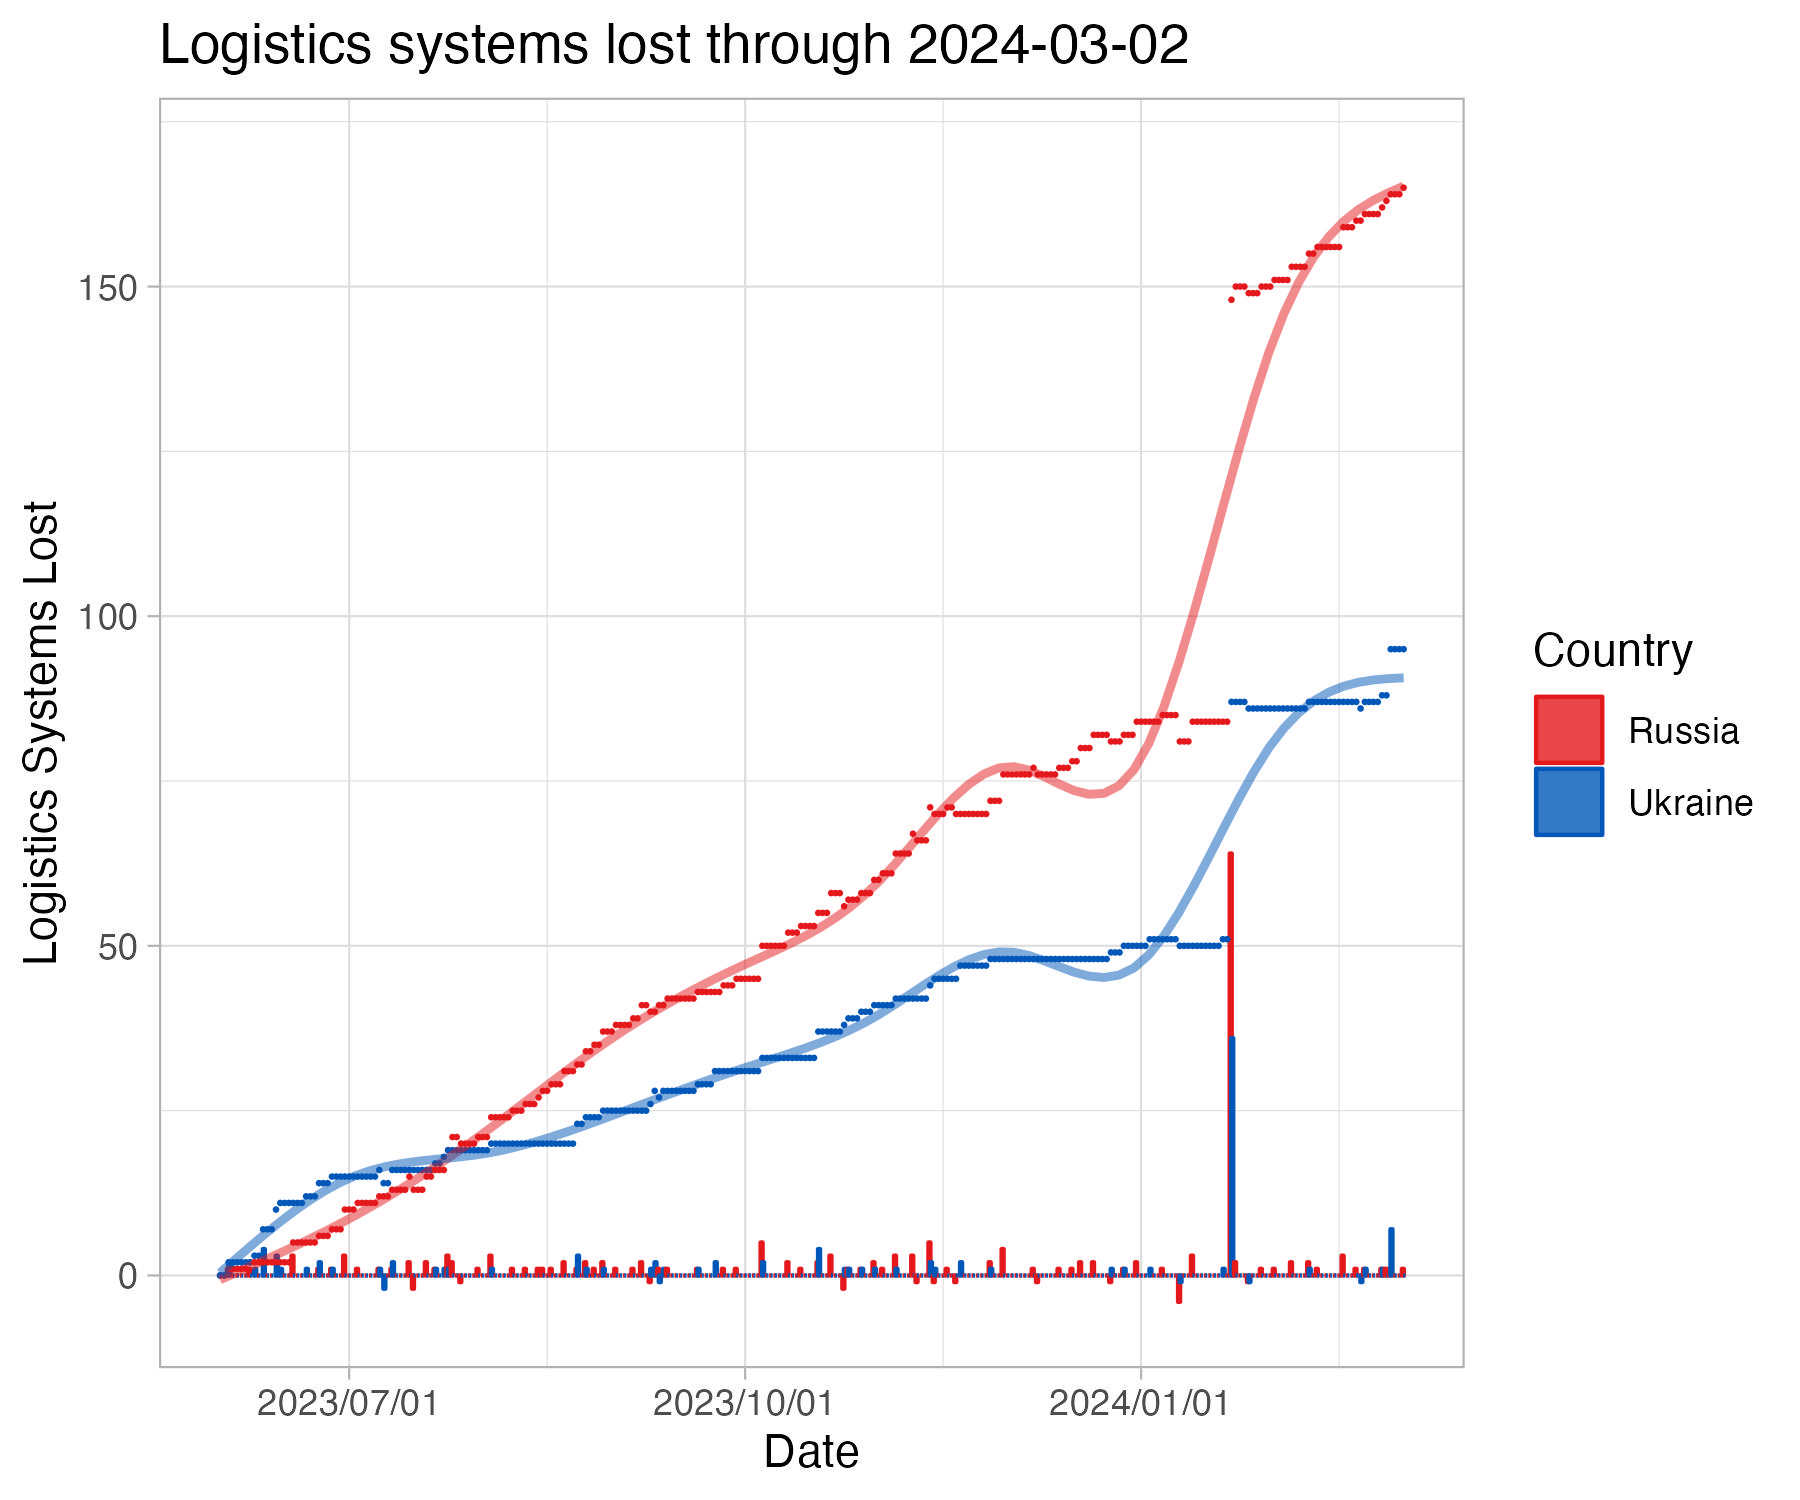 Logistics systems lost through 2024-03-02
Logistics Systems Lost
150
100
50
0
2023/07/01
2023/10/01
2024/01/01
Date
Country
Russia
Ukraine